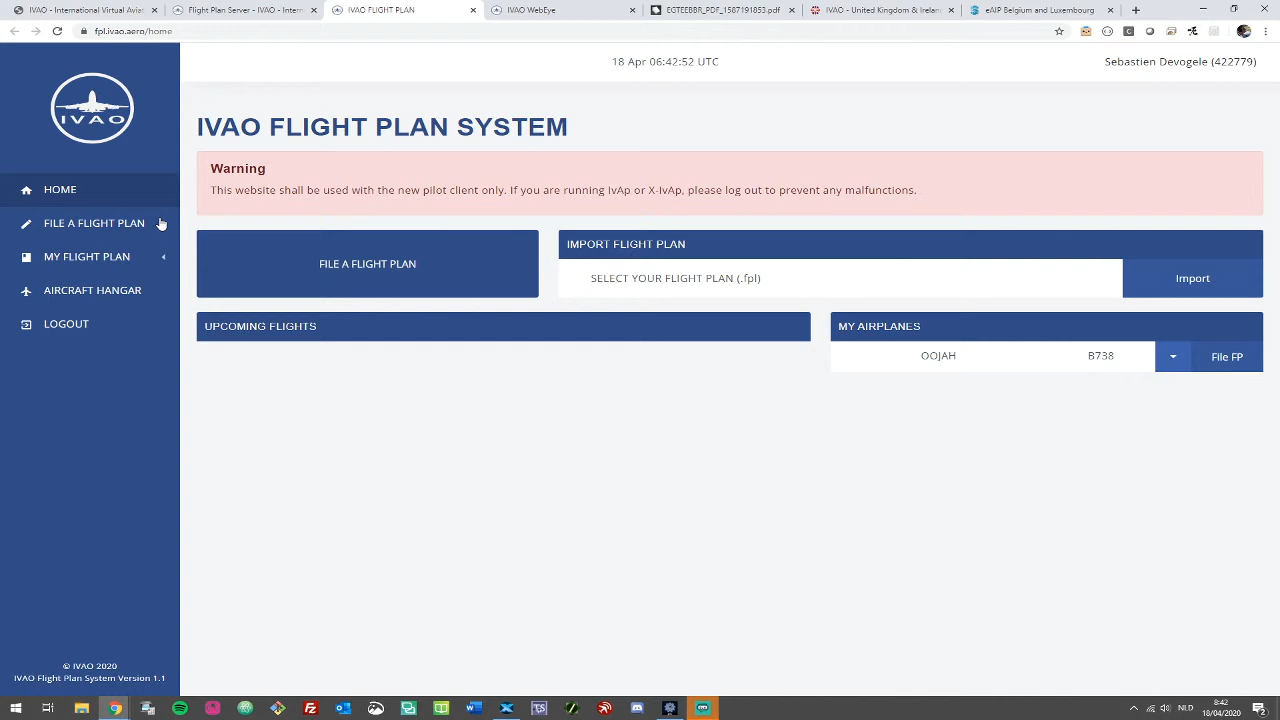 IVAO - International Virtual Aviat
Flight Plan Server - IVAO - Intern
IVAO FLIGHT PLAN
IVAO WebEye
EGTEEBBR_PDF_1587191853.pdf
IVAO - United Kingdom & Irelan
eAIP Belgium and Luxembourg
fpl.ivao.aero/home
18 Apr 06:42:52 UTC
Sebastien Devogele (422779)
IVAO
IVAO FLIGHT PLAN SYSTEM
Warning
This website shall be used with the new pilot client only. If you are running IvAp or X-IvAp, please log out to prevent any malfunctions.
HOME
FILE A FLIGHT PLAN
MY FLIGHT PLAN
AIRCRAFT HANGAR
LOGOUT
FILE A FLIGHT PLAN
IMPORT FLIGHT PLAN
SELECT YOUR FLIGHT PLAN (.fpl)
Import
UPCOMING FLIGHTS
MY AIRPLANES
OOJAH
B738
File FP
© IVAO 2020
IVAO Flight Plan System Version 1.1
NLD
8:42
18/04/2020